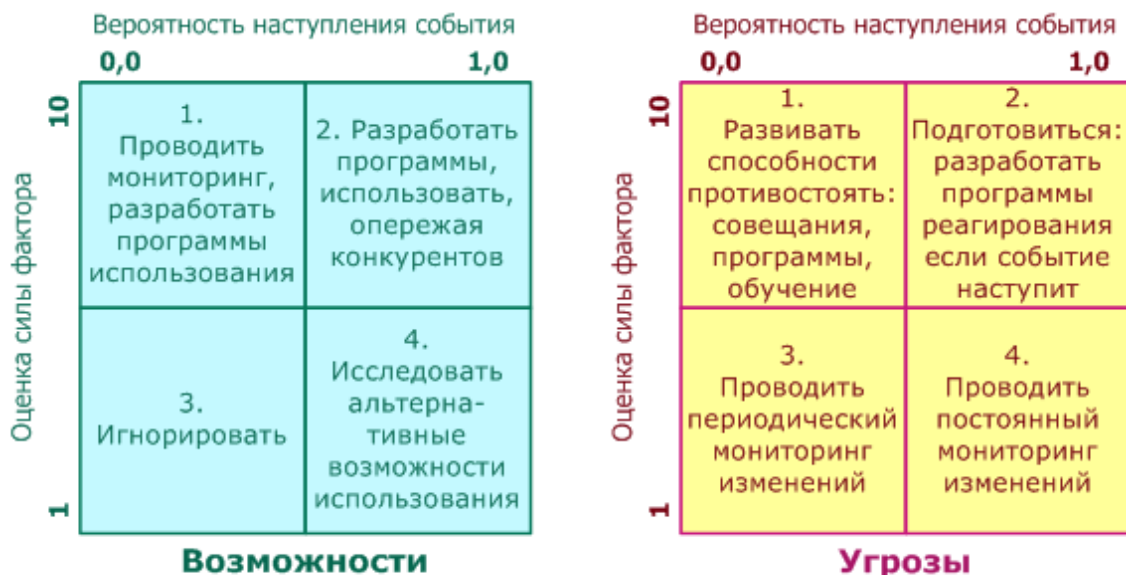 Вероятность наступления события
0,0 1,0
10
Оценка силы фактора
1
1.
Проводить
мониторинг,
разработать
программы
использования
2. Разработать
программы,
использовать,
опережая
конкурентов
3.
Игнорировать
4.
Исследовать
альтерна-
тивные
возможности
использования
Возможности
Вероятность наступления события
0,0 1,0
10
Оценка силы фактора
1
1.
Развивать
способности
противостоять:
совещания,
программы,
обучение
2.
Подготовиться:
разработать
программы
реагирования
если событие
наступит
3.
Проводить
периодический
мониторинг
изменений
4.
Проводить
постоянный
мониторинг
изменений
Угрозы